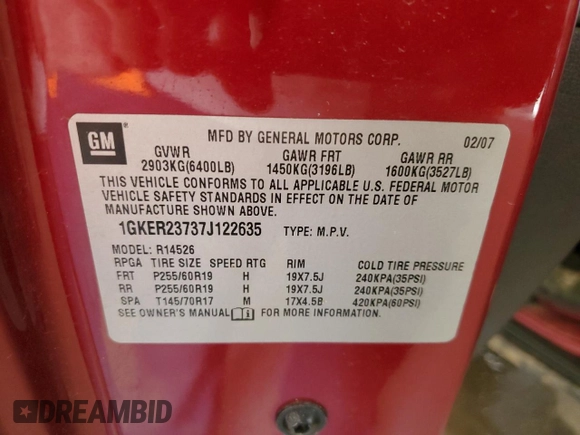 GM
MFD BY GENERAL MOTORS CORP. 02/07
GVWR GAWR FRT GAWR RR
2903KG(6400LB) 1450KG(3196LB) 1600KG(3527LB)
THIS VEHICLE CONFORMS TO ALL APPLICABLE U.S. FEDERAL MOTOR
VEHICLE SAFETY STANDARDS IN EFFECT ON THE DATE OF
MANUFACTURE SHOWN ABOVE.
1GKER23737J122635 TYPE: M.P.V.
MODEL: R14526
RPGA TIRE SIZE SPEED RTG RIM COLD TIRE PRESSURE
FRT P255/60R19 H 19X7.5J 240KPA(35PSI)
RR P255/60R19 H 19X7.5J 240KPA(35PSI)
SPA T145/70R17 M 17X4.5B 420KPA(60PSI)
SEE OWNER'S MANUAL FOR MORE INFORMATION.
DREAMBID